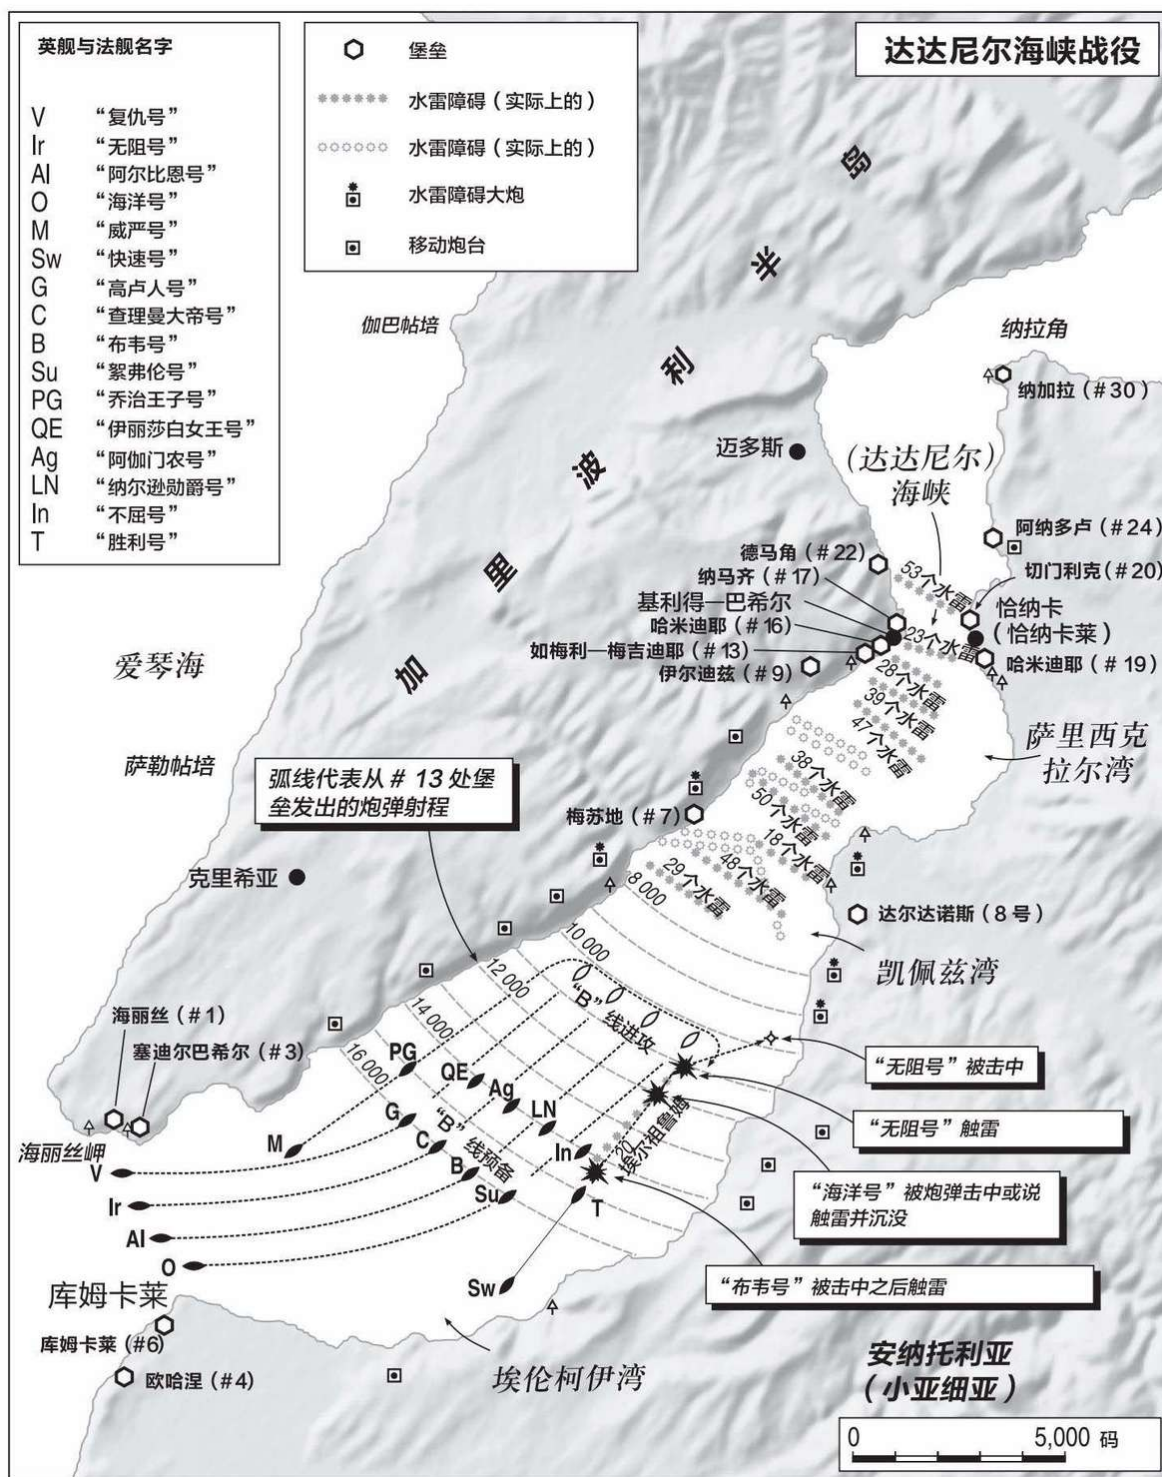 英舰与法舰名字
V “复仇号”
Ir “无阻号”
Al “阿尔比恩号”
O “海洋号”
M “威严号”
Sw “快速号”
G “高卢人号”
C “查理曼大帝号”
B “布韦号”
Su “絮弗伦号”
PG “乔治王子号”
QE “伊丽莎白女王号”
Ag “阿伽门农号”
LN “纳尔逊勋爵号”
In “不屈号”
T “胜利号”
堡垒
水雷障碍（实际上的）
水雷障碍（实际上的）
水雷障碍大炮
移动炮台
达达尼尔海峡战役
加里波利半岛
伽巴帖培
纳拉角
纳加拉（#30）
迈多斯
（达达尼尔）
海峡
阿纳多卢（#24）
德马角（#22）
53个水雷
切门利克（#20）
纳马齐（#17）
基利得—巴希尔
恰纳卡
（恰纳卡莱）
哈米迪耶（#16）
23个水雷
如梅利—梅吉迪耶（#13）
哈米迪耶（#19）
伊尔迪兹（#9）
28个水雷
39个水雷
47个水雷
爱琴海
萨里西克
拉尔湾
萨勒帖培
38个水雷
弧线代表从#13处堡
垒发出的炮弹射程
50个水雷
梅苏地（#7）
18个水雷
48个水雷
29个水雷
克里希亚
8 000
达尔达诺斯（8号）
10 000
凯佩兹湾
12 000
“B”
线进攻
14 000
海丽丝（#1）
塞迪尔巴希尔（#3）
16 000
PG
QE
Ag
LN
In
“无阻号”被击中
“无阻号”触雷
G
“B”
线预备
C
B
Su
20
埃尔祖鲁姆
海丽丝岬
M
V
Ir
Al
O
T
Sw
“海洋号”被炮弹击中或说
触雷并沉没
“布韦号”被击中之后触雷
库姆卡莱
库姆卡莱（#6）
欧哈涅（#4）
埃伦柯伊湾
安纳托利亚
（小亚细亚）
0 5,000 码